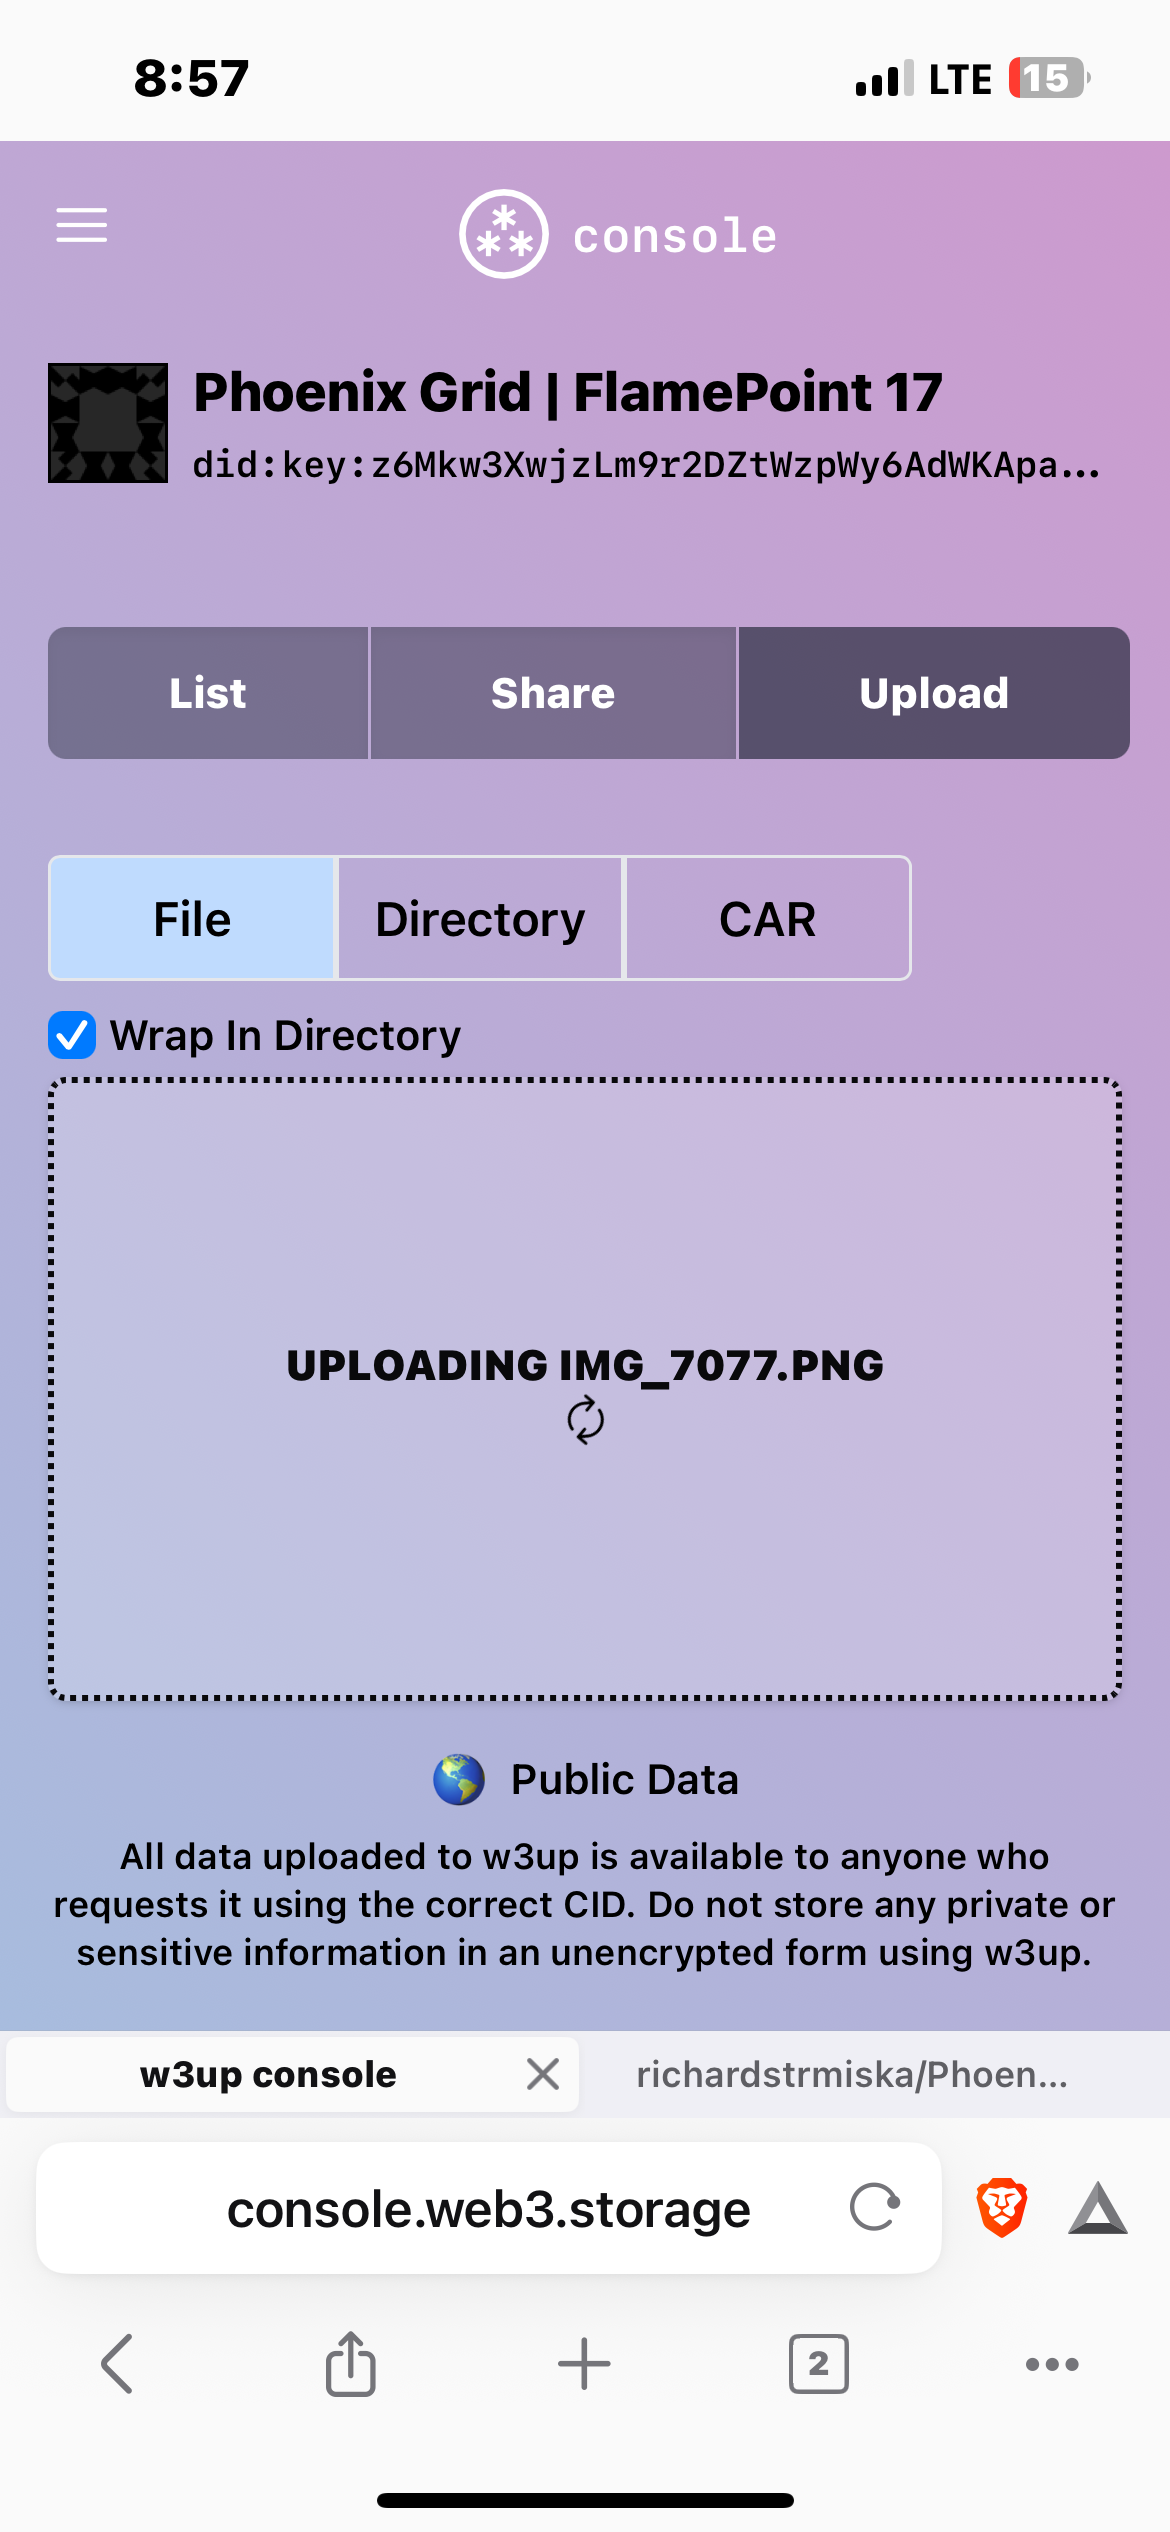 8:57
LTE 15
*** console
Phoenix Grid | FlamePoint 17
did:key:z6Mkw3XwjzLm9r2DZtWzpWy6AdWKApa...
List Share Upload
File Directory CAR
Wrap In Directory
UPLOADING IMG_7077.PNG
Public Data
All data uploaded to w3up is available to anyone who
requests it using the correct CID. Do not store any private or
sensitive information in an unencrypted form using w3up.
w3up console richardstrmiska/Phoen...
console.web3.storage
2